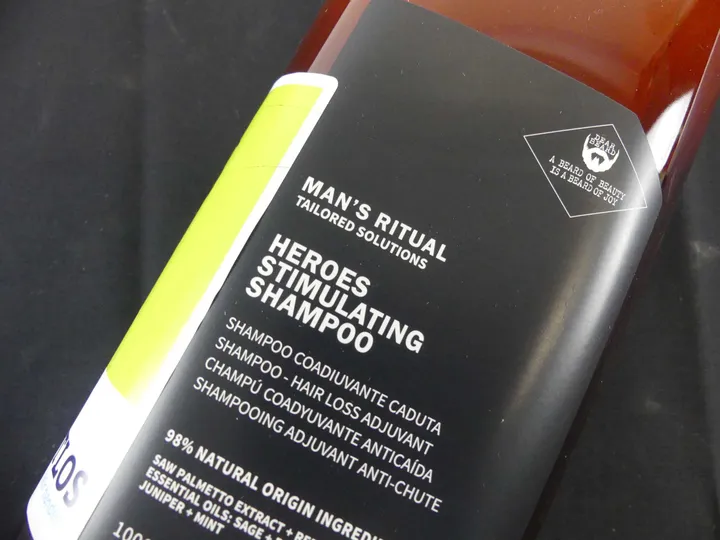 DEAR
BEARD
A BEARD OF BEAUTY
IS A BEARD OF JOY
MAN'S RITUAL
TAILORED SOLUTIONS
HEROES
STIMULATING
SHAMPOO
SHAMPOO COADIUVANTE CADUTA
SHAMPOO - HAIR LOSS ADJUVANT
CHAMPÚ COADYUVANTE ANTICAÍDA
SHAMPOOING ADJUVANT ANTI-CHUTE
98% NATURAL ORIGIN
SAW PALMETTO EXTRACT +
ESSENTIAL OILS: SAGE +
JUNIPER + MINT